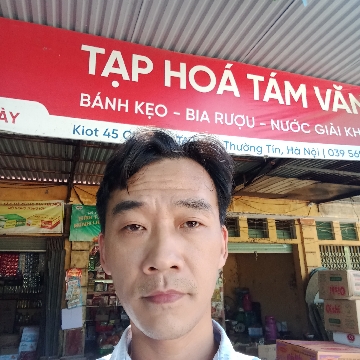 TẠP HOÁ TÁM VĂN
BÁNH KẸO - BIA RƯỢU - NƯỚC GIẢI KH
ÀY
Kiot 45 Thường Tín, Hà Nội ( 039 56